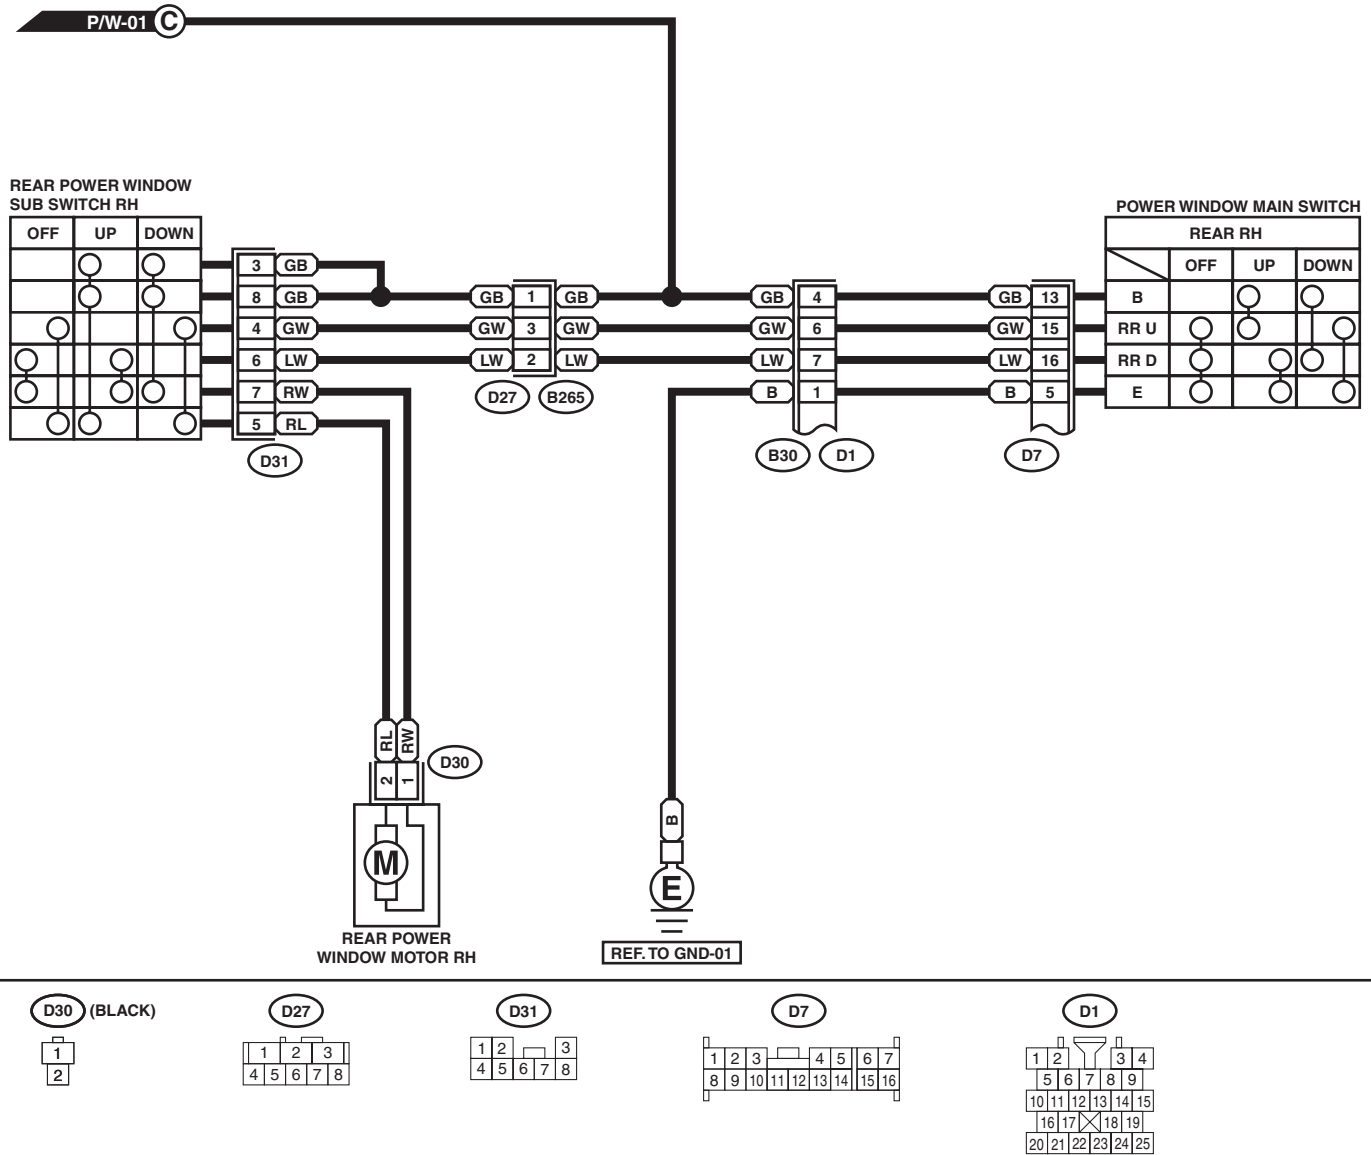 P/W-01 C
REAR POWER WINDOW
SUB SWITCH RH
OFF UP DOWN
3 GB
8 GB
4 GW
6 LW
7 RW
5 RL
D31
GB 1 GB
GW 3 GW
LW 2 LW
D27 B265
GB 4
GW 6
LW 7
B 1
B30 D1
GB 13
GW 15
LW 16
B 5
D7
POWER WINDOW MAIN SWITCH
REAR RH
OFF UP DOWN
B
RR U
RR D
E
RL RW
2 1
D30
M
REAR POWER
WINDOW MOTOR RH
B
E
REF. TO GND-01
D30 (BLACK)
1
2
D27
1 2 3
4 5 6 7 8
D31
1 2 3
4 5 6 7 8
D7
1 2 3 4 5 6 7
8 9 10 11 12 13 14 15 16
D1
1 2 3 4
5 6 7 8 9
10 11 12 13 14 15
16 17 18 19
20 21 22 23 24 25